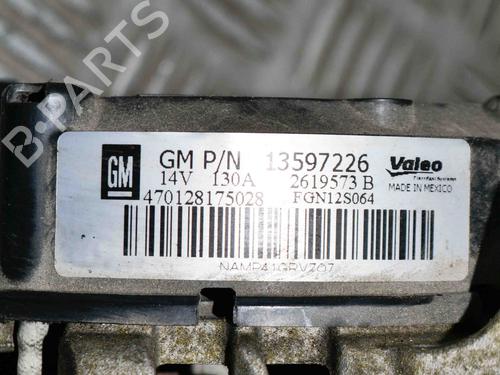 B-PARTS
GM
GM P/N 13597226
14V 130A 2619573 B
470128175028 FGN12S064
Valeo
MADE IN MEXICO